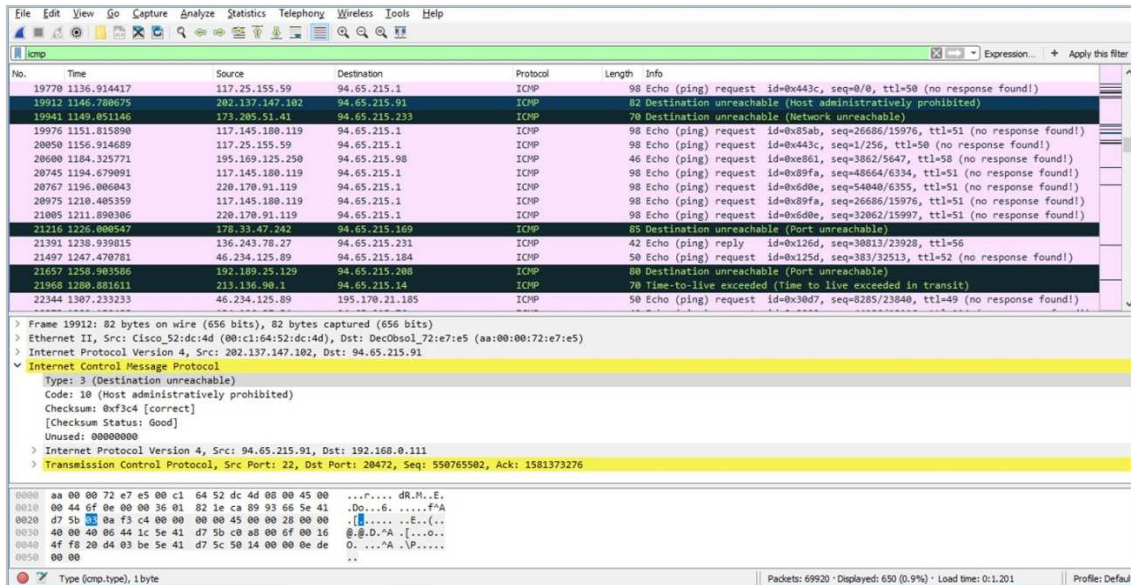 File Edit View Go Capture Analyze Statistics Telephony Wireless Tools Help
icmp Expression... + Apply this filter
No. Time Source Destination Protocol Length Info
19770 1136.914417 117.25.155.59 94.65.215.1 ICMP 98 Echo (ping) request id=0x443c, seq=0/0, ttl=50 (no response found!)
19912 1146.780675 202.137.147.102 94.65.215.91 ICMP 82 Destination unreachable (Host administratively prohibited)
19941 1149.051146 173.205.51.41 94.65.215.233 ICMP 70 Destination unreachable (Network unreachable)
19976 1151.815890 117.145.180.119 94.65.215.1 ICMP 98 Echo (ping) request id=0x85ab, seq=26686/15976, ttl=51 (no response found!)
20050 1156.914689 117.25.155.59 94.65.215.1 ICMP 98 Echo (ping) request id=0x443c, seq=1/256, ttl=50 (no response found!)
20600 1184.325771 195.169.125.250 94.65.215.98 ICMP 46 Echo (ping) request id=0xe861, seq=3862/5647, ttl=58 (no response found!)
20745 1194.679091 117.145.180.119 94.65.215.1 ICMP 98 Echo (ping) request id=0x89fa, seq=48664/6334, ttl=51 (no response found!)
20767 1196.006043 220.170.91.119 94.65.215.1 ICMP 98 Echo (ping) request id=0x6d0e, seq=54040/6355, ttl=51 (no response found!)
20975 1210.405359 117.145.180.119 94.65.215.1 ICMP 98 Echo (ping) request id=0x89fa, seq=26686/15976, ttl=51 (no response found!)
21005 1211.890306 220.170.91.119 94.65.215.1 ICMP 98 Echo (ping) request id=0x6d0e, seq=32062/15997, ttl=51 (no response found!)
21216 1226.000547 178.33.47.242 94.65.215.169 ICMP 85 Destination unreachable (Port unreachable)
21391 1238.939815 136.243.78.27 94.65.215.231 ICMP 42 Echo (ping) reply id=0x126d, seq=30813/23928, ttl=56
21497 1247.470781 46.234.125.89 94.65.215.184 ICMP 50 Echo (ping) request id=0x125d, seq=383/32513, ttl=52 (no response found!)
21657 1258.903586 192.189.25.129 94.65.215.208 ICMP 80 Destination unreachable (Port unreachable)
21968 1280.881611 213.136.90.1 94.65.215.14 ICMP 70 Time-to-live exceeded (Time to live exceeded in transit)
22344 1307.233233 46.234.125.89 195.170.21.185 ICMP 50 Echo (ping) request id=0x30d7, seq=8285/23840, ttl=49 (no response found!)
> Frame 19912: 82 bytes on wire (656 bits), 82 bytes captured (656 bits)
> Ethernet II, Src: Cisco_52:dc:4d (00:c1:64:52:dc:4d), Dst: DecObsol_72:e7:e5 (aa:00:00:72:e7:e5)
> Internet Protocol Version 4, Src: 202.137.147.102, Dst: 94.65.215.91
Internet Control Message Protocol
Type: 3 (Destination unreachable)
Code: 10 (Host administratively prohibited)
Checksum: 0xf3c4 [correct]
[Checksum Status: Good]
Unused: 00000000
> Internet Protocol Version 4, Src: 94.65.215.91, Dst: 192.168.0.111
> Transmission Control Protocol, Src Port: 22, Dst Port: 20472, Seq: 550765502, Ack: 1581373276
0000 aa 00 00 72 e7 e5 00 c1 64 52 dc 4d 08 00 45 00 ...r.... dR.M..E.
0010 00 44 6f 0e 00 00 36 01 82 1e ca 89 93 66 5e 41 .Do...6. .....f^A
0020 d7 5b 03 0a f3 c4 00 00 00 00 45 00 00 28 00 00 .[...... ..E..(..
0030 40 00 40 06 44 1c 5e 41 d7 5b c0 a8 00 6f 00 16 @.@.D.^A .[...o..
0040 4f f8 20 d4 03 be 5e 41 d7 5c 50 14 00 00 0e de O. ...^A .\P.....
0050 00 00 ..
Type (icmp.type), 1 byte Packets: 69920 · Displayed: 650 (0.9%) · Load time: 0:1.201 Profile: Defau